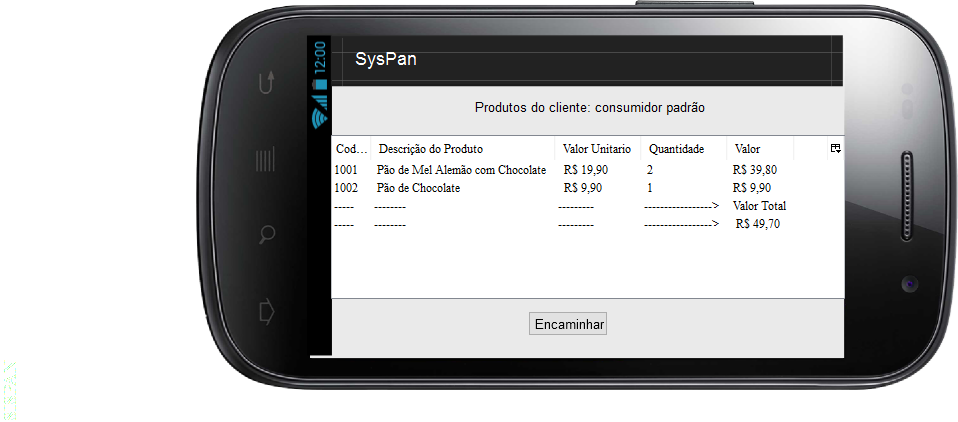 12:00
SysPan
Produtos do cliente: consumidor padrão
Cod... Descrição do Produto Valor Unitario Quantidade Valor
1001 Pão de Mel Alemão com Chocolate R$ 19,90 2 R$ 39,80
1002 Pão de Chocolate R$ 9,90 1 R$ 9,90
----- -------- --------- -----------------> Valor Total
----- -------- --------- -----------------> R$ 49,70
Encaminhar